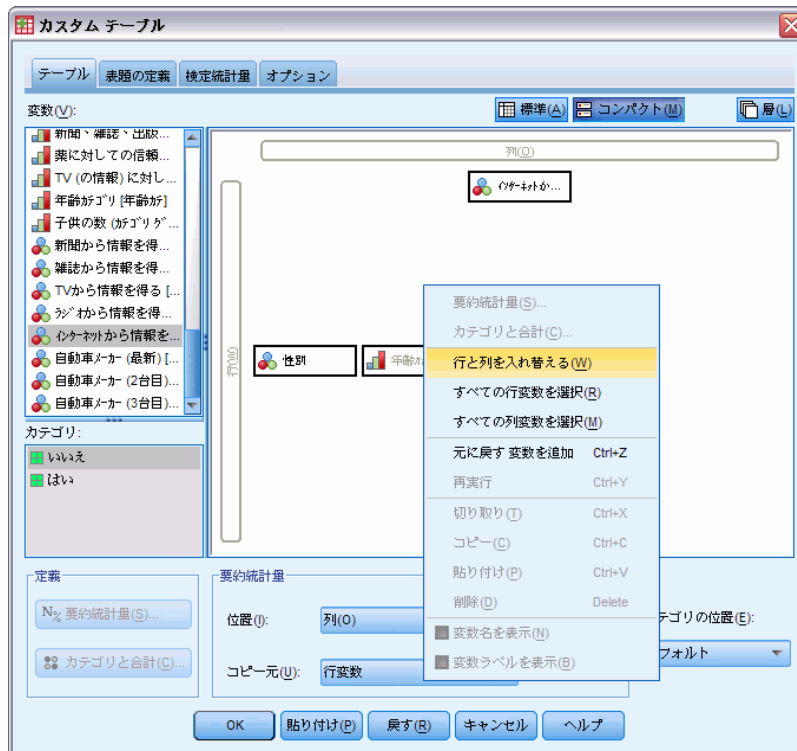 カスタム テーブル
テーブル 表題の定義 検定統計量 オプション
変数(V):
標準(A) コンパクト(M) 層(L)
新聞、雑誌、出版...
薬に対しての信頼...
TV (の情報) に対し...
年齢カテゴリ [年齢カテ]
子供の数 (カテゴリ グ...
新聞から情報を得...
雑誌から情報を得...
TVから情報を得る [...
ラジオから情報を得...
インターネットから情報を...
自動車メーカー (最新) [...
自動車メーカー (2台目)...
自動車メーカー (3台目)...
列(O)
インターネットか...
行(W)
性別
年齢カ
要約統計量(S)...
カテゴリと合計(C)...
行と列を入れ替える(W)
すべての行変数を選択(R)
すべての列変数を選択(M)
元に戻す 変数を追加 Ctrl+Z
再実行 Ctrl+Y
切り取り(T) Ctrl+X
コピー(C) Ctrl+C
貼り付け(P) Ctrl+V
削除(D) Delete
変数名を表示(N)
変数ラベルを表示(B)
カテゴリ:
いいえ
はい
定義
N% 要約統計量(S)...
カテゴリと合計(C)...
要約統計量
位置(I): 列(O)
コピー元(U): 行変数
テゴリの位置(E):
フォルト
OK 貼り付け(P) 戻す(R) キャンセル ヘルプ